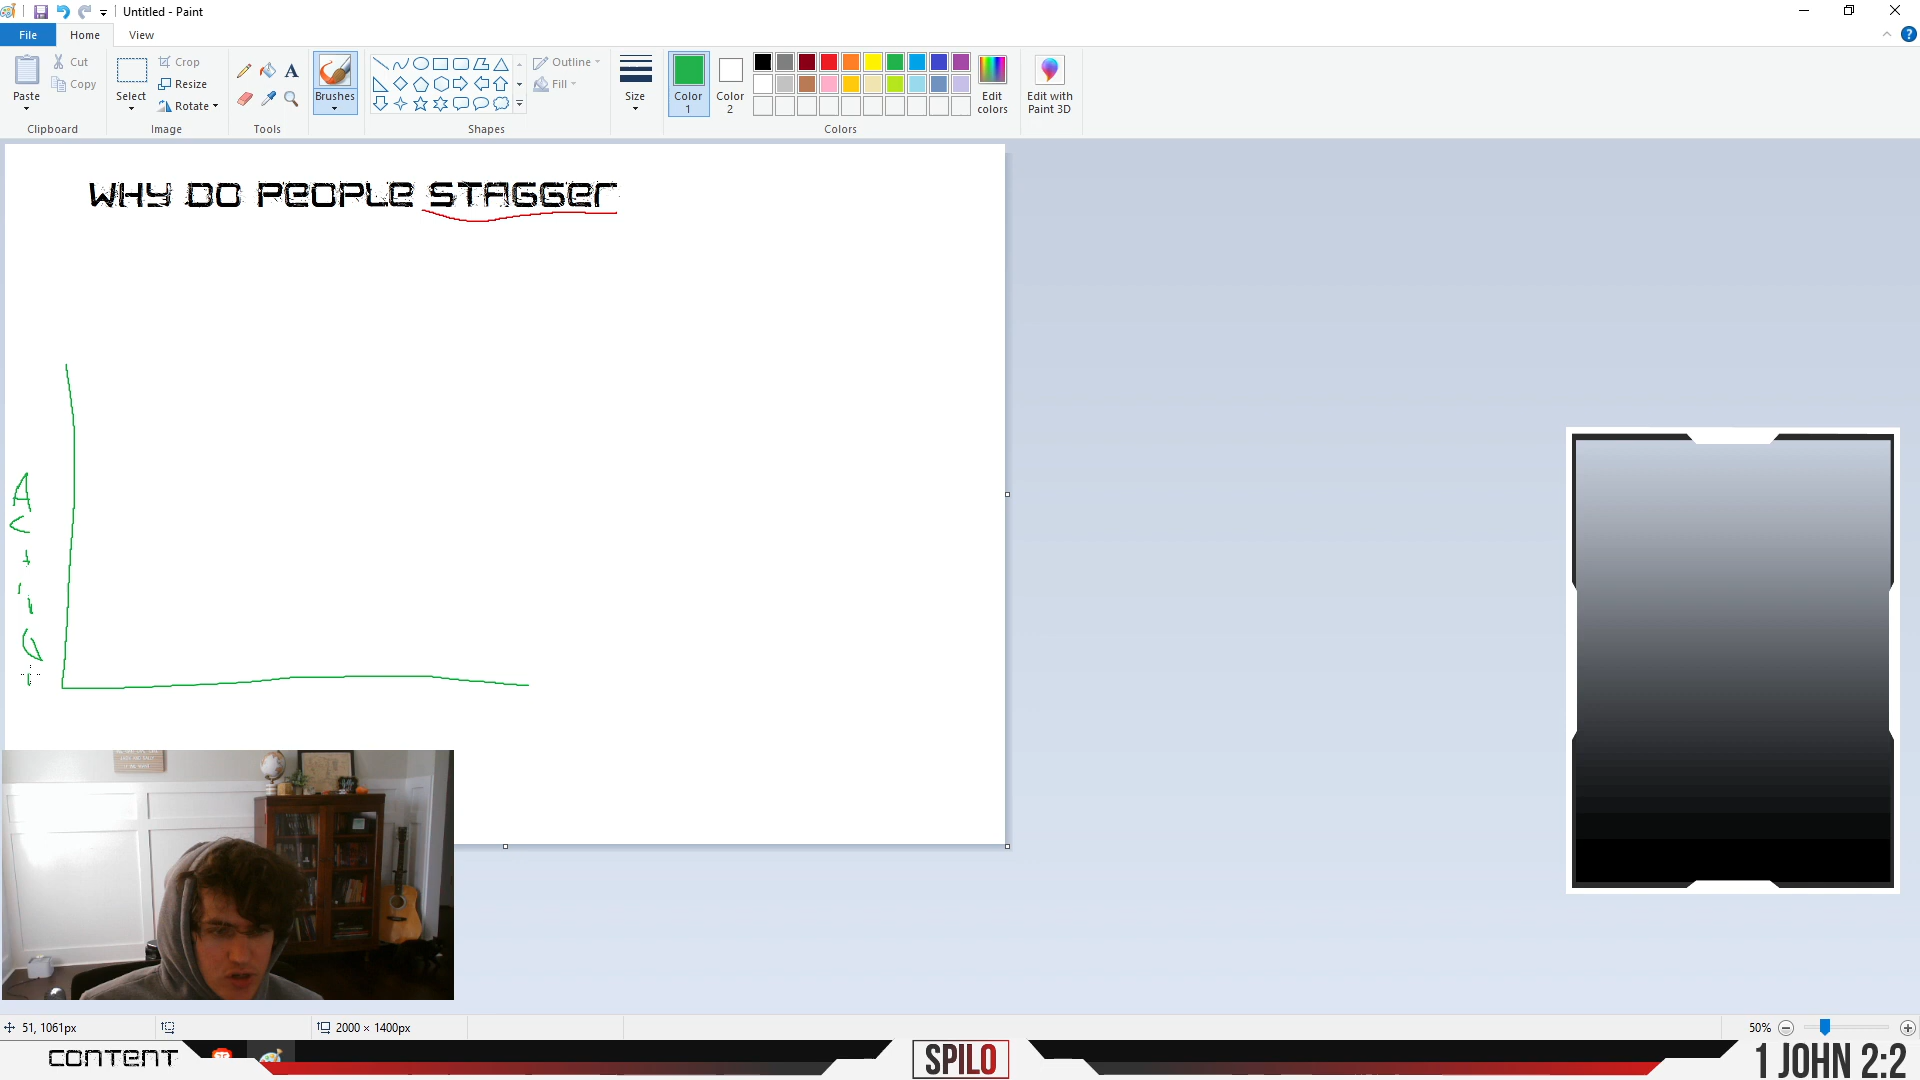 Untitled - Paint
File Home View
Paste
Cut
Copy
Clipboard
Select
Crop
Resize
Rotate
Image
A
Tools
Brushes
Outline
Fill
Shapes
Size
Color 1
Color 2
Edit colors
Colors
Edit with Paint 3D
WHY DO PEOPLE STAGGER
A
c
t
i
51, 1061px
2000 × 1400px
50%
CONTENT
SPILO
1 JOHN 2:2